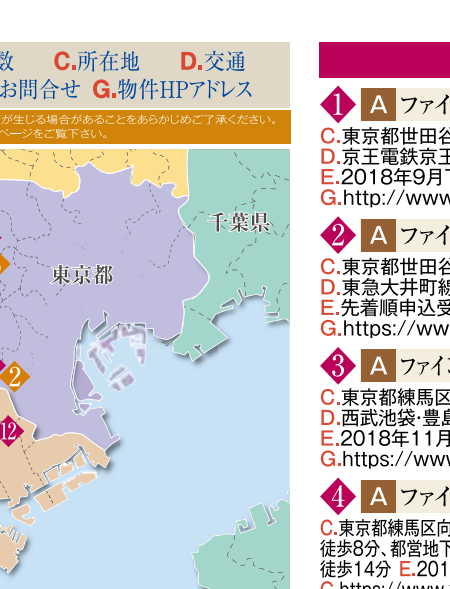 数 C.所在地 D.交通
お問合せ G.物件HPアドレス
が生じる場合があることをあらかじめご了承ください。
ページをご覧下さい。
千葉県
東京都
2
12
1 A ファイ
C.東京都世田谷
D.京王電鉄京王
E.2018年9月下
G.http://www
2 A ファイ
C.東京都世田谷
D.東急大井町線
E.先着順申込受
G.https://ww
3 A ファイン
C.東京都練馬区
D.西武池袋・豊島
E.2018年11月
G.https://www
4 A ファイ
C.東京都練馬区向
徒歩8分、都営地下
徒歩14分 E.201
G.https://www.